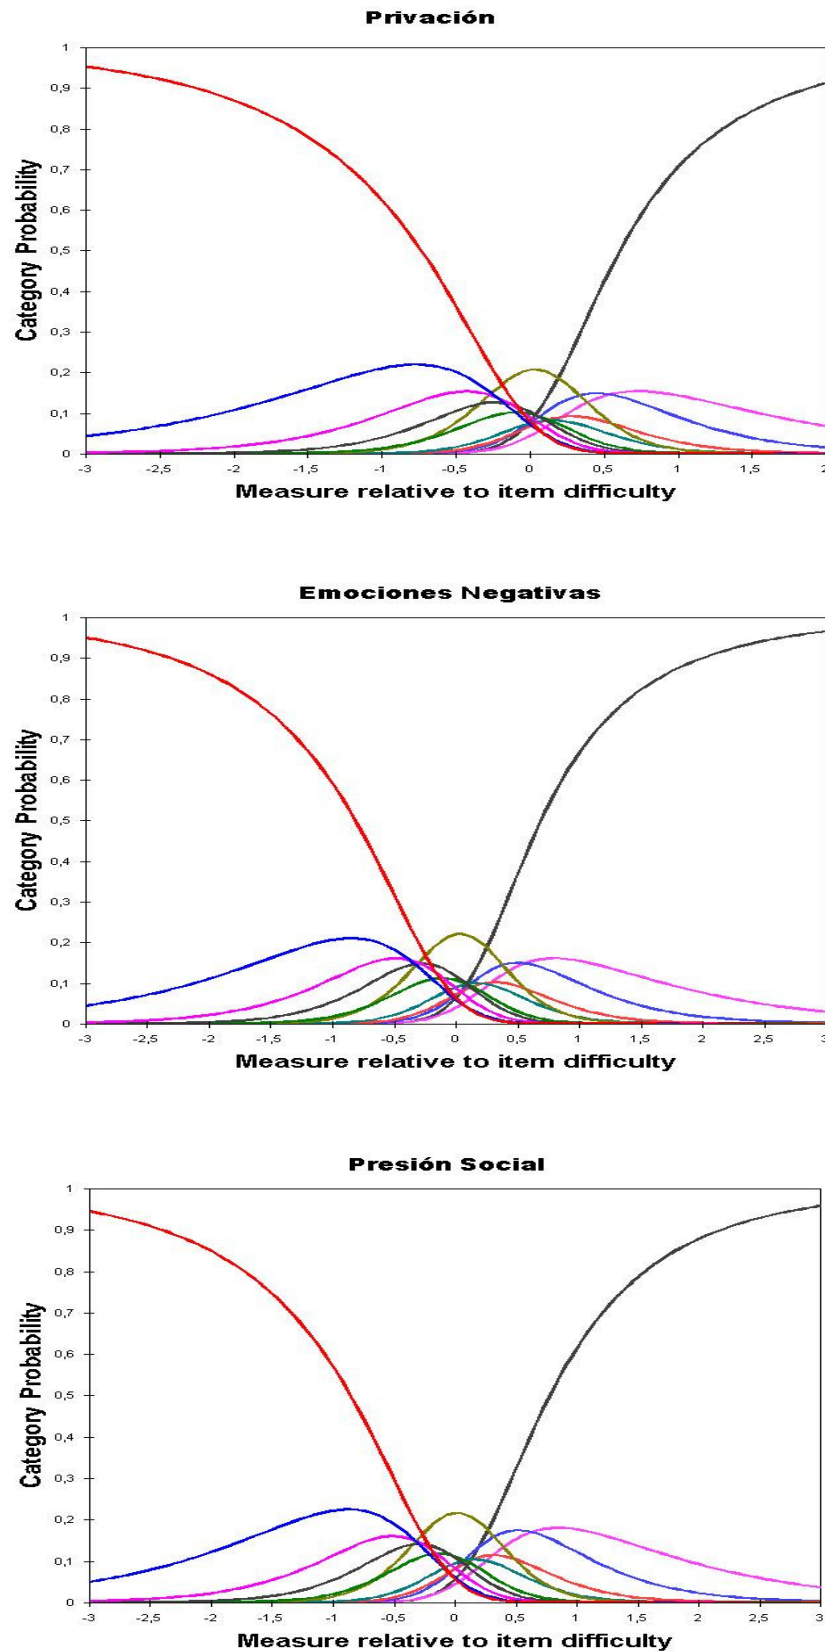 Privación
1
0,9
0,8
0,7
0,6
0,5
0,4
0,3
0,2
0,1
0
Category Probability
-3 -2,5 -2 -1,5 -1 -0,5 0 0,5 1 1,5 2
Measure relative to item difficulty
Emociones Negativas
1
0,9
0,8
0,7
0,6
0,5
0,4
0,3
0,2
0,1
0
Category Probability
-3 -2,5 -2 -1,5 -1 -0,5 0 0,5 1 1,5 2 2,5 3
Measure relative to item difficulty
Presión Social
1
0,9
0,8
0,7
0,6
0,5
0,4
0,3
0,2
0,1
0
Category Probability
-3 -2,5 -2 -1,5 -1 -0,5 0 0,5 1 1,5 2 2,5 3
Measure relative to item difficulty